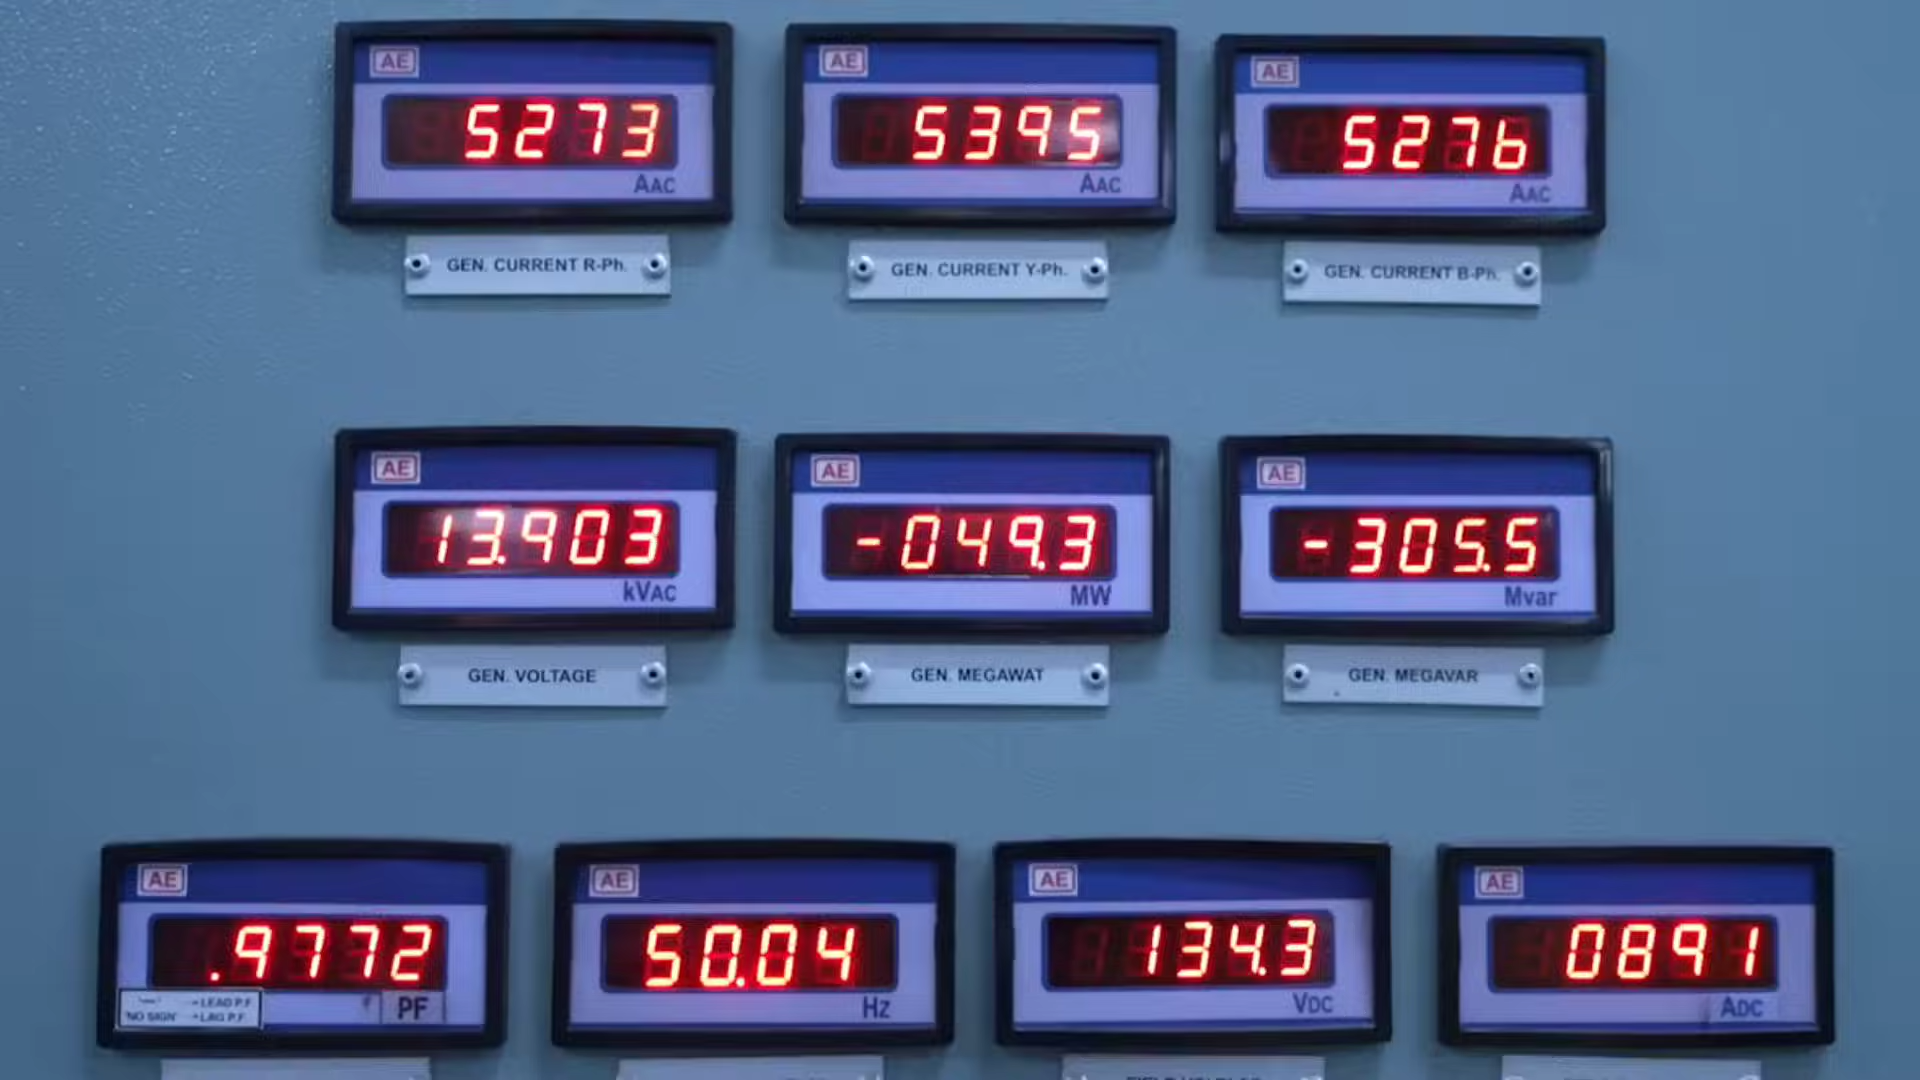 AE
5273
AAC
GEN. CURRENT R-Ph.
AE
5395
AAC
GEN. CURRENT Y-Ph.
AE
5276
AAC
GEN. CURRENT B-Ph.
AE
13.903
kVAC
GEN. VOLTAGE
AE
-049.3
MW
GEN. MEGAWAT
AE
-305.5
Mvar
GEN. MEGAVAR
AE
.9772
PF
LEAD P.F
'NO SIGN' LAG P.F
AE
50.04
Hz
AE
134.3
VDC
AE
0891
ADC